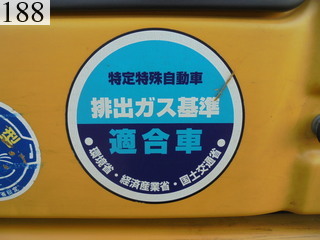 188
特定特殊自動車
排出ガス基準
適合車
・環境省・経済産業省・国土交通省・
型